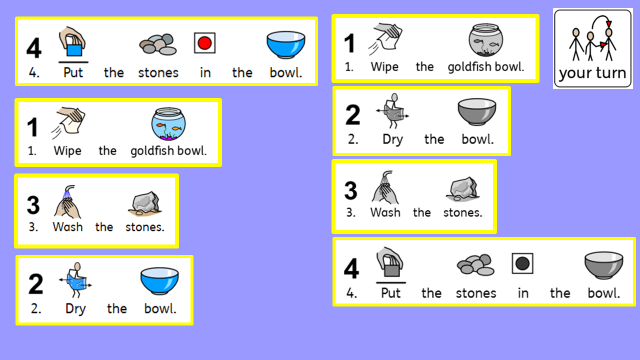 4
4. Put the stones in the bowl.
1
1. Wipe the goldfish bowl.
3
3. Wash the stones.
2
2. Dry the bowl.
1
1. Wipe the goldfish bowl.
2
2. Dry the bowl.
3
3. Wash the stones.
4
4. Put the stones in the bowl.
your turn